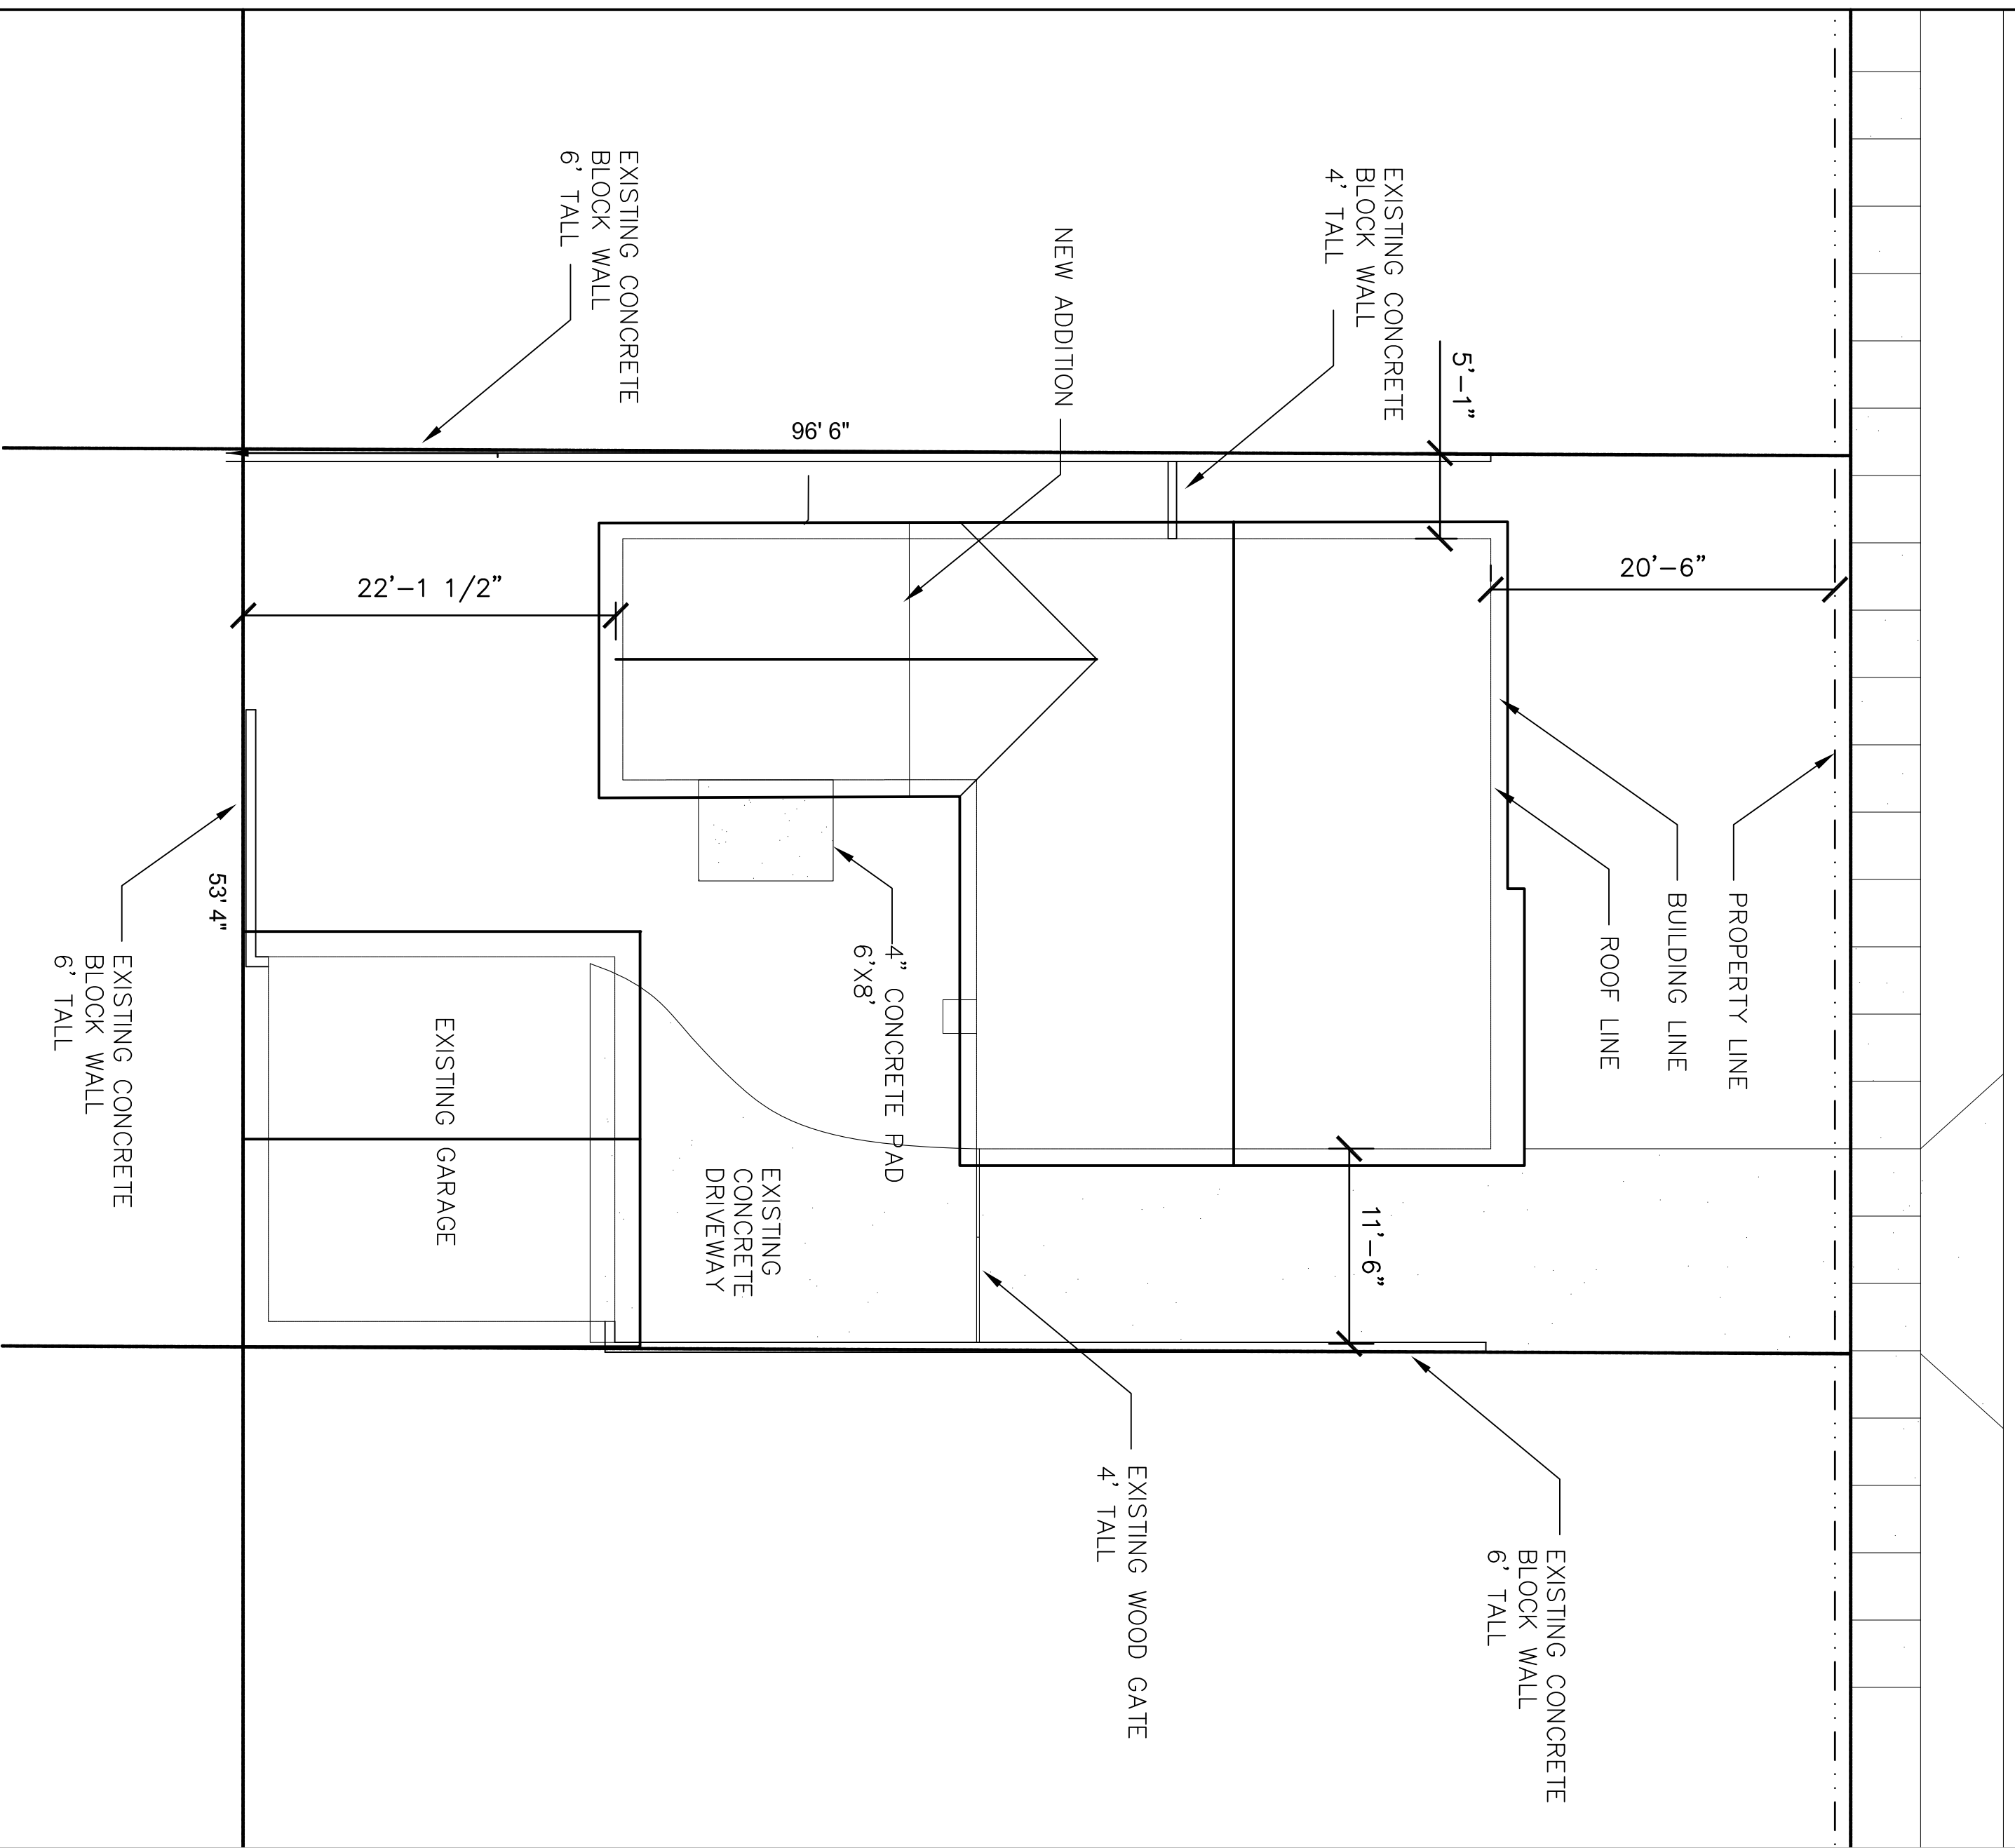 EXISTING CONCRETE
BLOCK WALL
6' TALL
EXISTING CONCRETE
BLOCK WALL
4' TALL
NEW ADDITION
5'-1"
96' 6"
22'-1 1/2"
20'-6"
PROPERTY LINE
BUILDING LINE
ROOF LINE
4" CONCRETE PAD
6'X8'
53' 4"
EXISTING CONCRETE
BLOCK WALL
6' TALL
EXISTING GARAGE
EXISTING
CONCRETE
DRIVEWAY
11'-6"
EXISTING WOOD GATE
4' TALL
EXISTING CONCRETE
BLOCK WALL
6' TALL